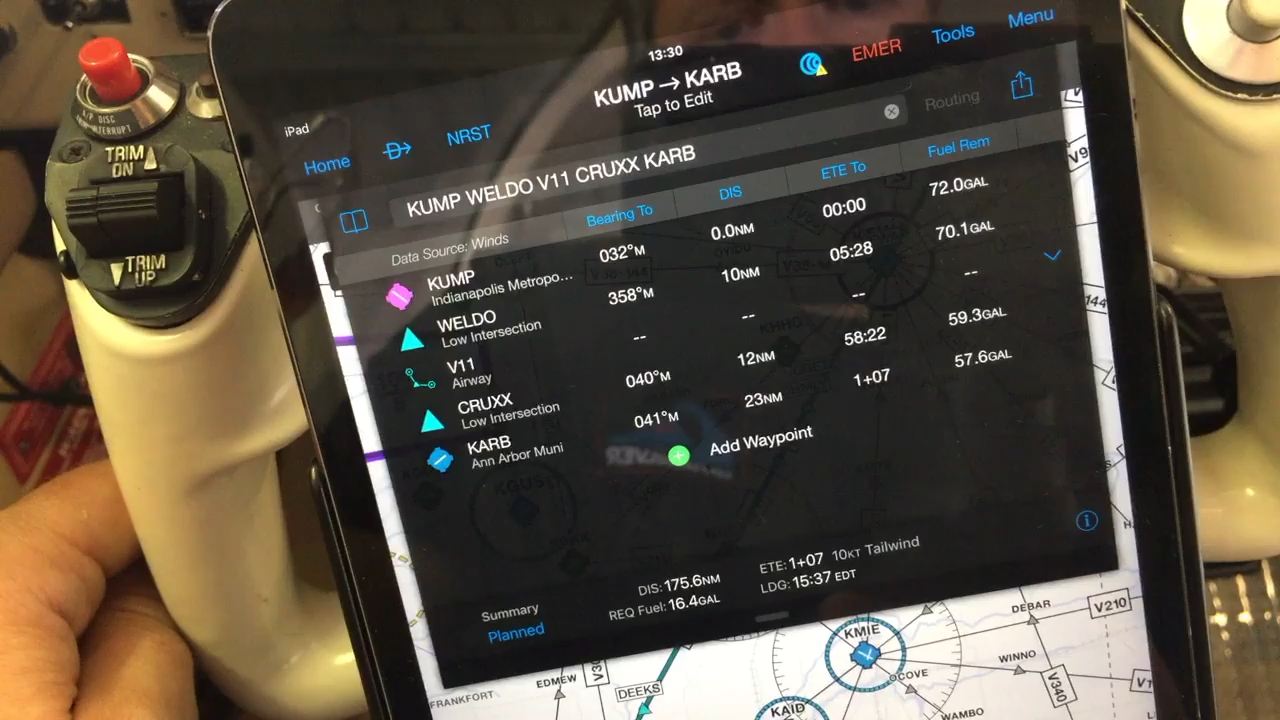 A/P DISC
TRIM
ON
TRIM
UP
iPad
13:30
Home
NRST
KUMP → KARB
Tap to Edit
EMER
Tools
Menu
KUMP WELDO V11 CRUXX KARB
Routing
Data Source: Winds
Bearing To
DIS
ETE To
Fuel Rem
KUMP
Indianapolis Metropo...
032°M
0.0NM
00:00
72.0GAL
WELDO
Low Intersection
358°M
10NM
05:28
70.1GAL
V11
Airway
--
--
--
--
CRUXX
Low Intersection
040°M
12NM
58:22
59.3GAL
KARB
Ann Arbor Muni
041°M
23NM
1+07
57.6GAL
Add Waypoint
KGUS
144
Summary
Planned
DIS: 175.6NM
REQ Fuel: 16.4GAL
ETE: 1+07 10KT Tailwind
LDG: 15:37 EDT
FRANKFORT
EDMEW
DEEKS
KMIE
COVE
KAID
WAMBO
WINNO
DEBAR
V210
V340